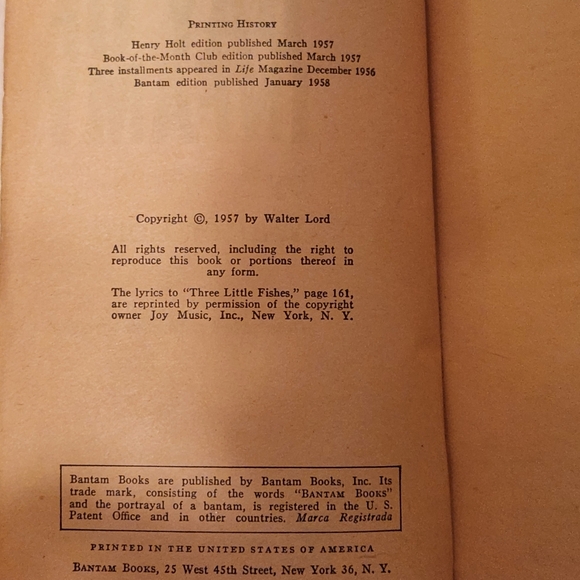 PRINTING HISTORY
Henry Holt edition published March 1957
Book-of-the-Month Club edition published March 1957
Three installments appeared in Life Magazine December 1956
Bantam edition published January 1958
Copyright ©, 1957 by Walter Lord
All rights reserved, including the right to
reproduce this book or portions thereof in
any form.
The lyrics to "Three Little Fishes," page 161,
are reprinted by permission of the copyright
owner Joy Music, Inc., New York, N. Y.
Bantam Books are published by Bantam Books, Inc. Its
trade mark, consisting of the words "BANTAM BOOKS"
and the portrayal of a bantam, is registered in the U. S.
Patent Office and in other countries. Marca Registrada
PRINTED IN THE UNITED STATES OF AMERICA
BANTAM BOOKS, 25 West 45th Street, New York 36, N. Y.